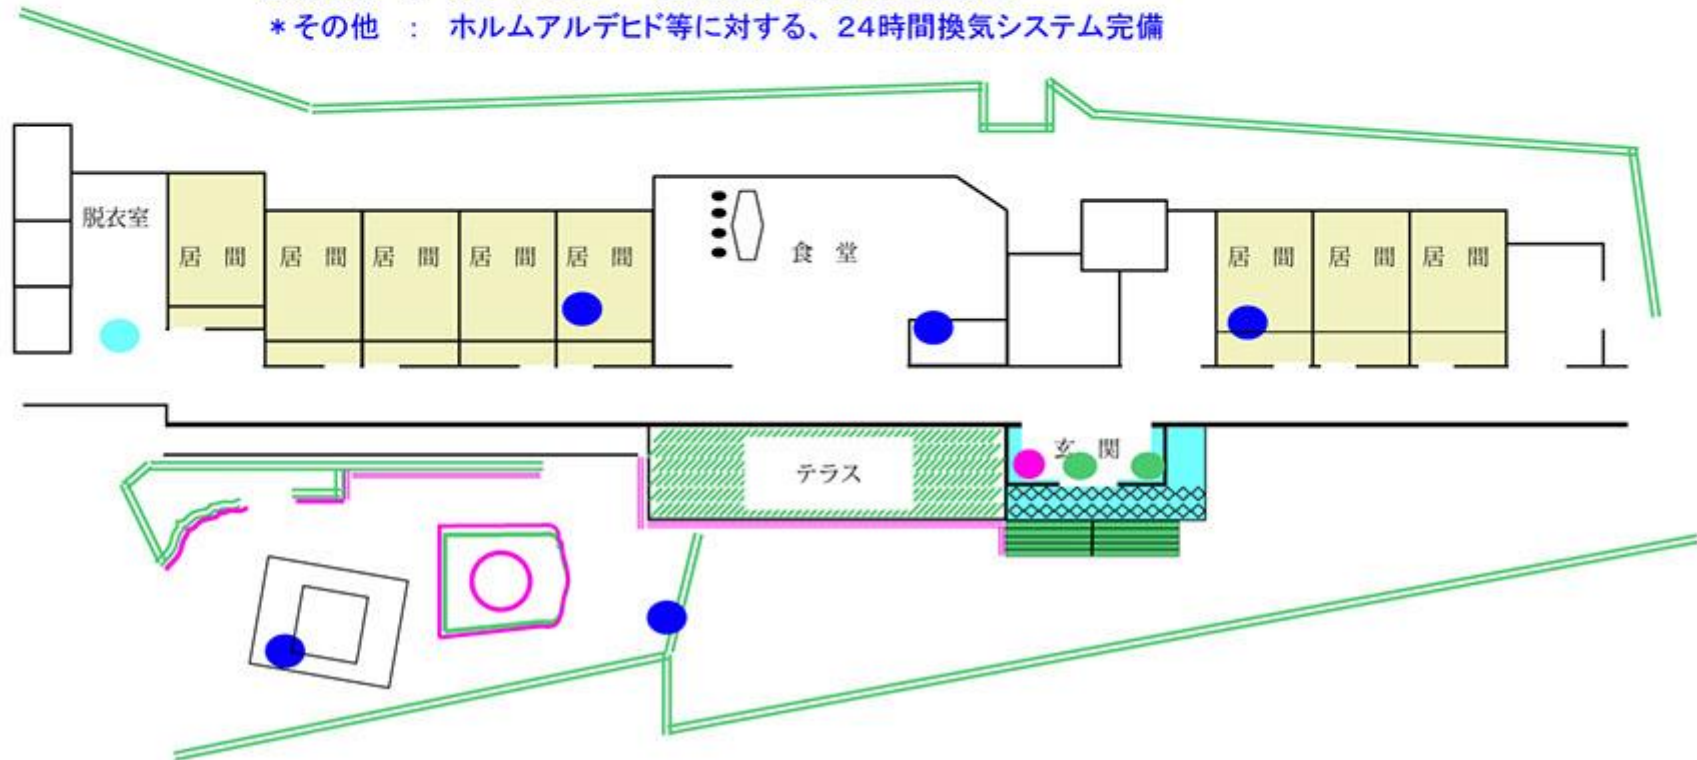 ＊その他　：　ホルムアルデヒド等に対する、24時間換気システム完備
脱衣室
居　間
居　間
居　間
居　間
居　間
食　堂
居　間
居　間
居　間
テラス
玄　関